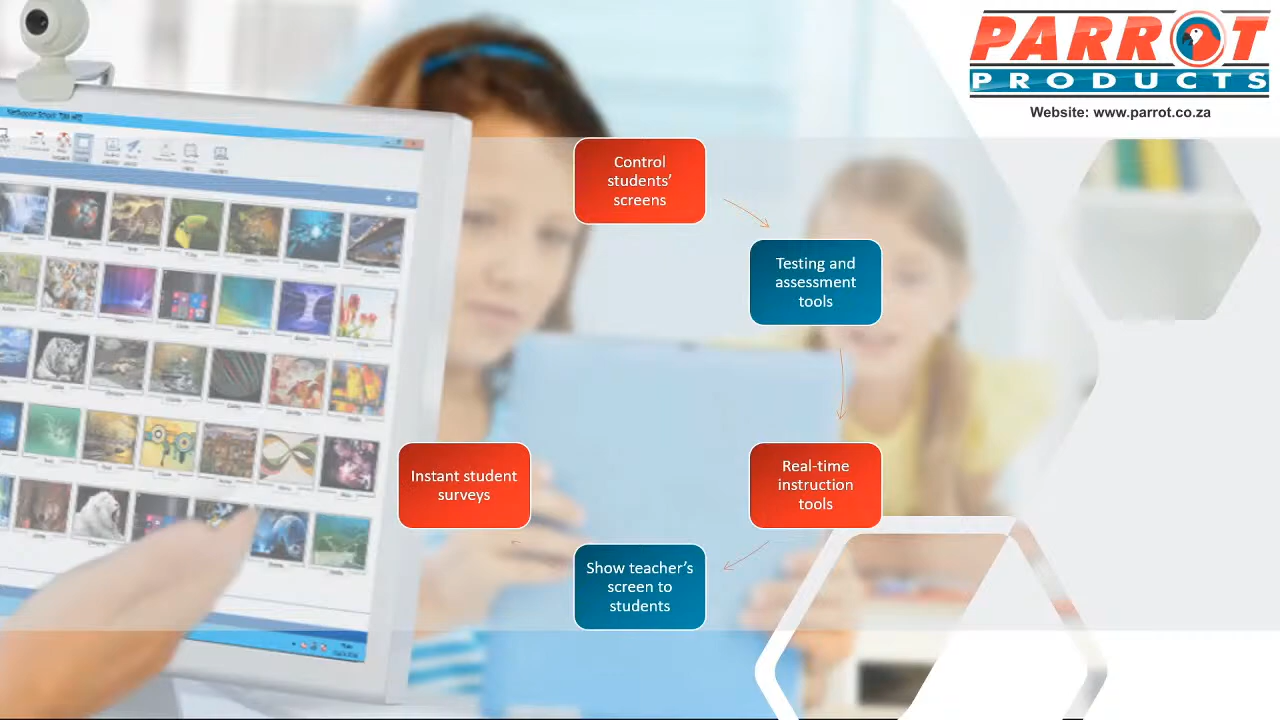 PARROT
PRODUCTS
Website: www.parrot.co.za
Control
students’
screens
Testing and
assessment
tools
Real-time
instruction
tools
Show teacher’s
screen to
students
Instant student
surveys